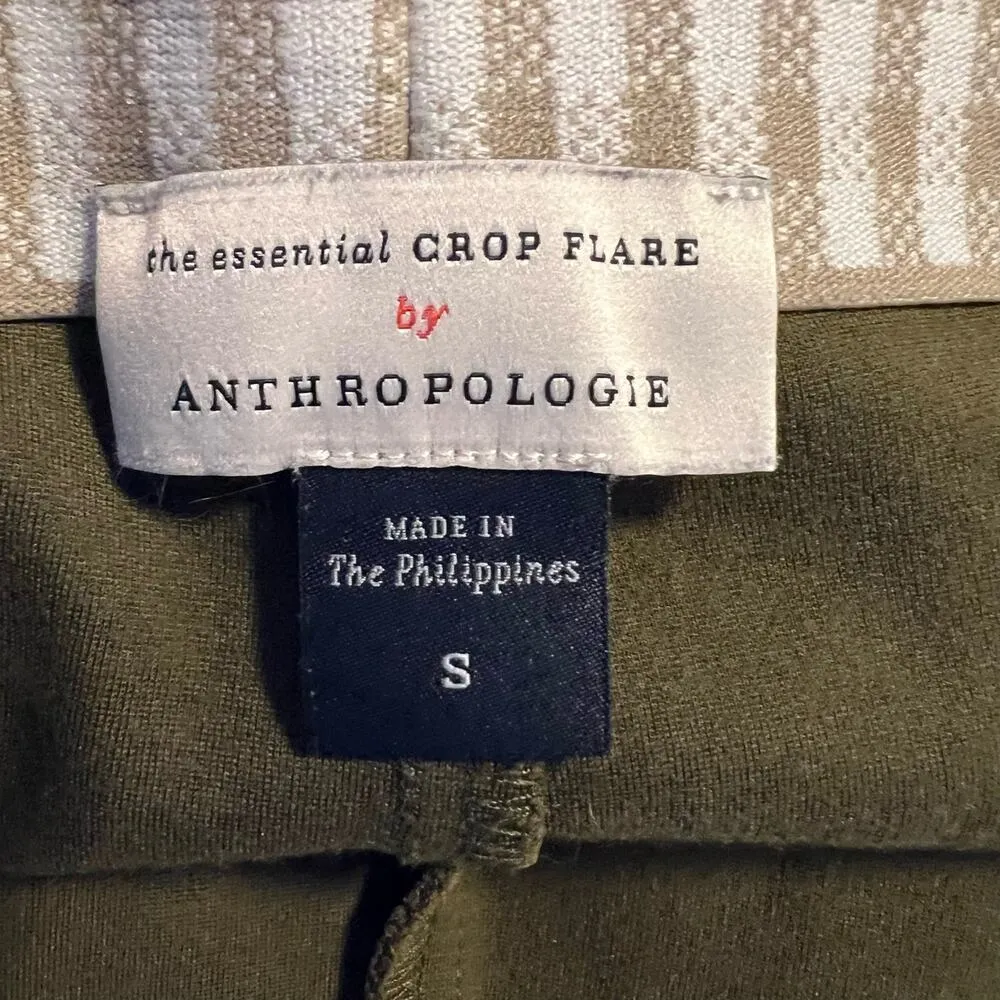 the essential CROP FLARE
by
ANTHROPOLOGIE
MADE IN
The Philippines
S